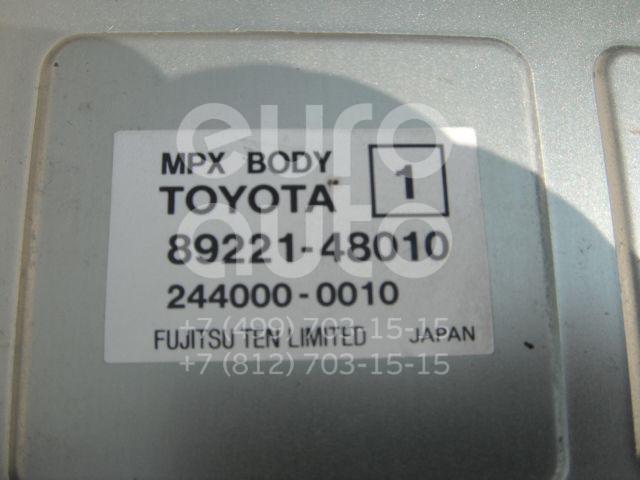 MPX BODY 1
TOYOTA
89221-48010
244000-0010
FUJITSU TEN LIMITED JAPAN
euro
auto
+7 (499) 703-15-15
+7 (812) 703-15-15